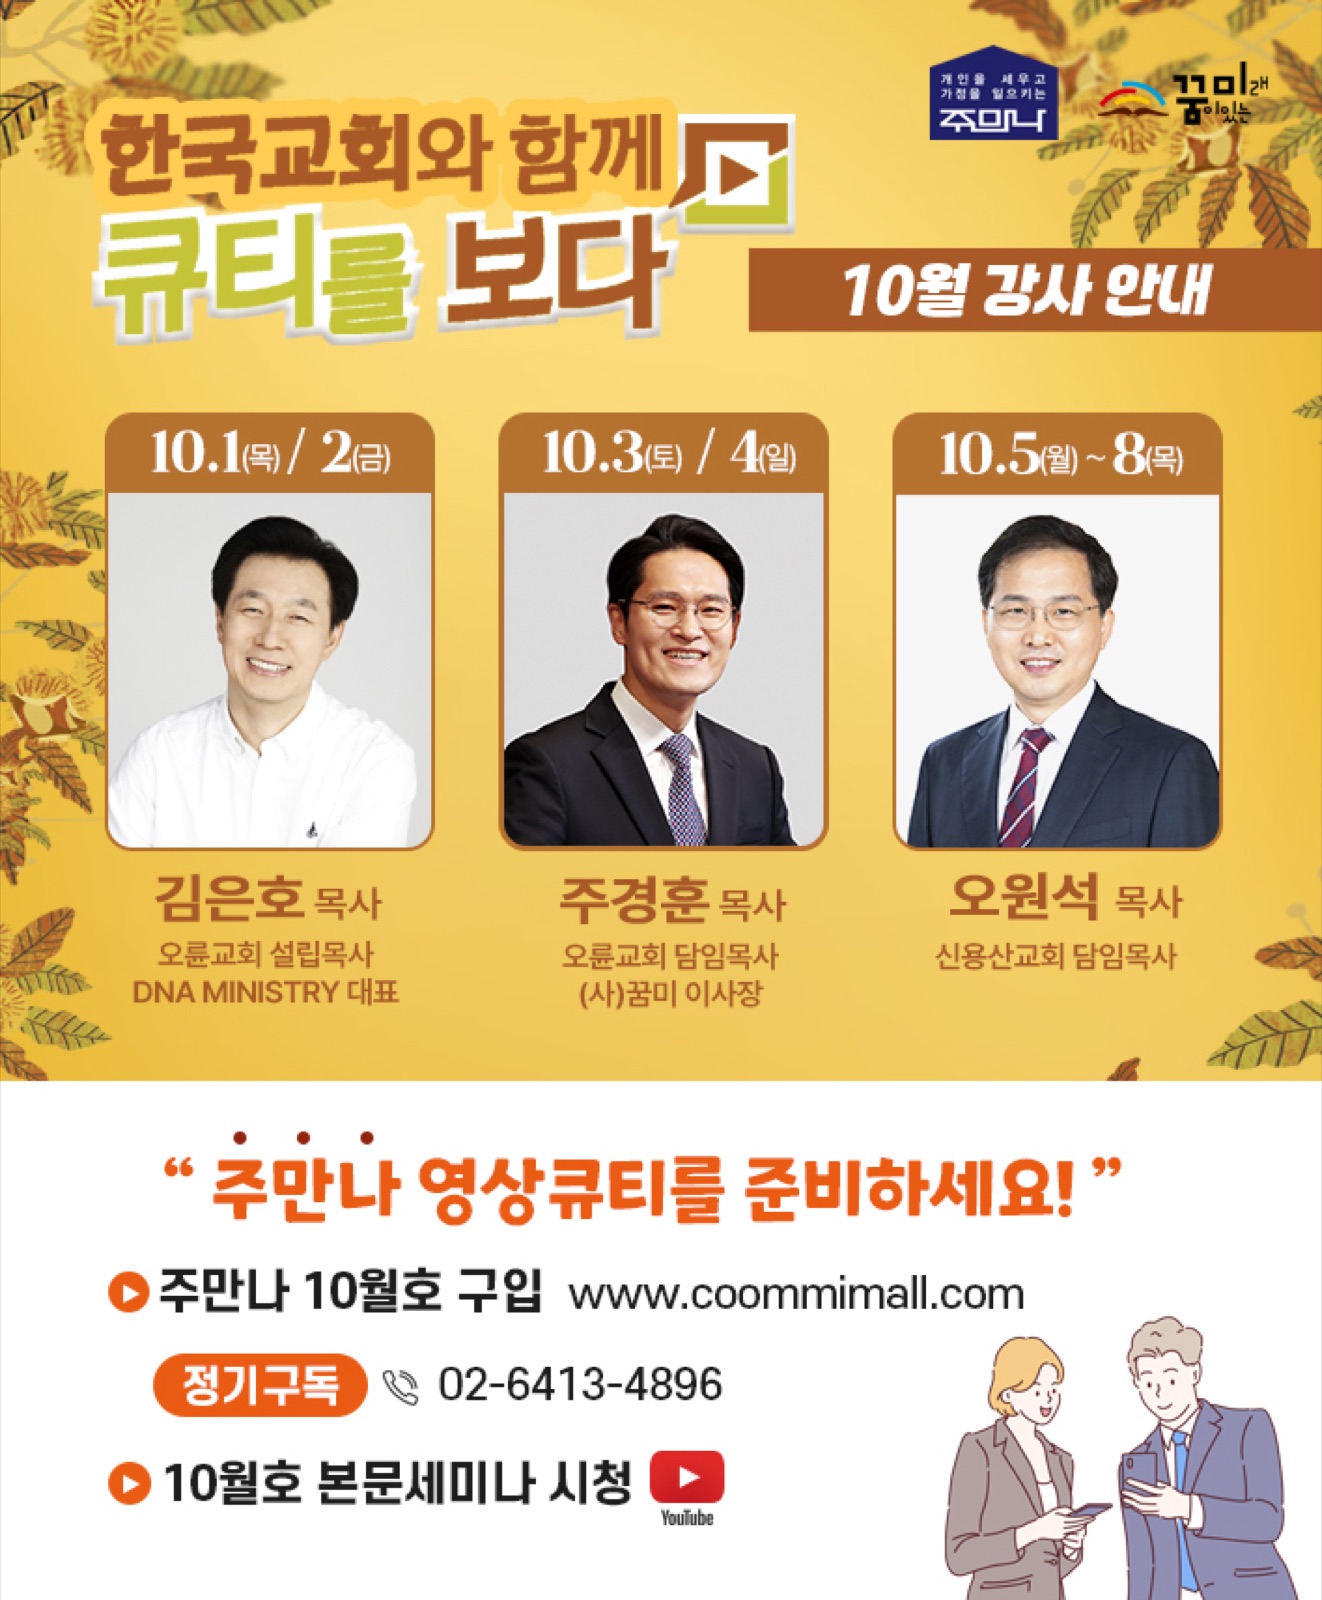 개인을 세우고
가정을 일으키는
주만나
꿈이있는미래
한국교회와 함께
큐티를 보다
10월 강사 안내
10.1(목) / 2(금)
10.3(토) / 4(일)
10.5(월) ~ 8(목)
김은호 목사
오륜교회 설립목사
DNA MINISTRY 대표
주경훈 목사
오륜교회 담임목사
(사)꿈미 이사장
오원석 목사
신용산교회 담임목사
“ 주만나 영상큐티를 준비하세요! ”
주만나 10월호 구입 www.coommimall.com
정기구독 02-6413-4896
10월호 본문세미나 시청
YouTube